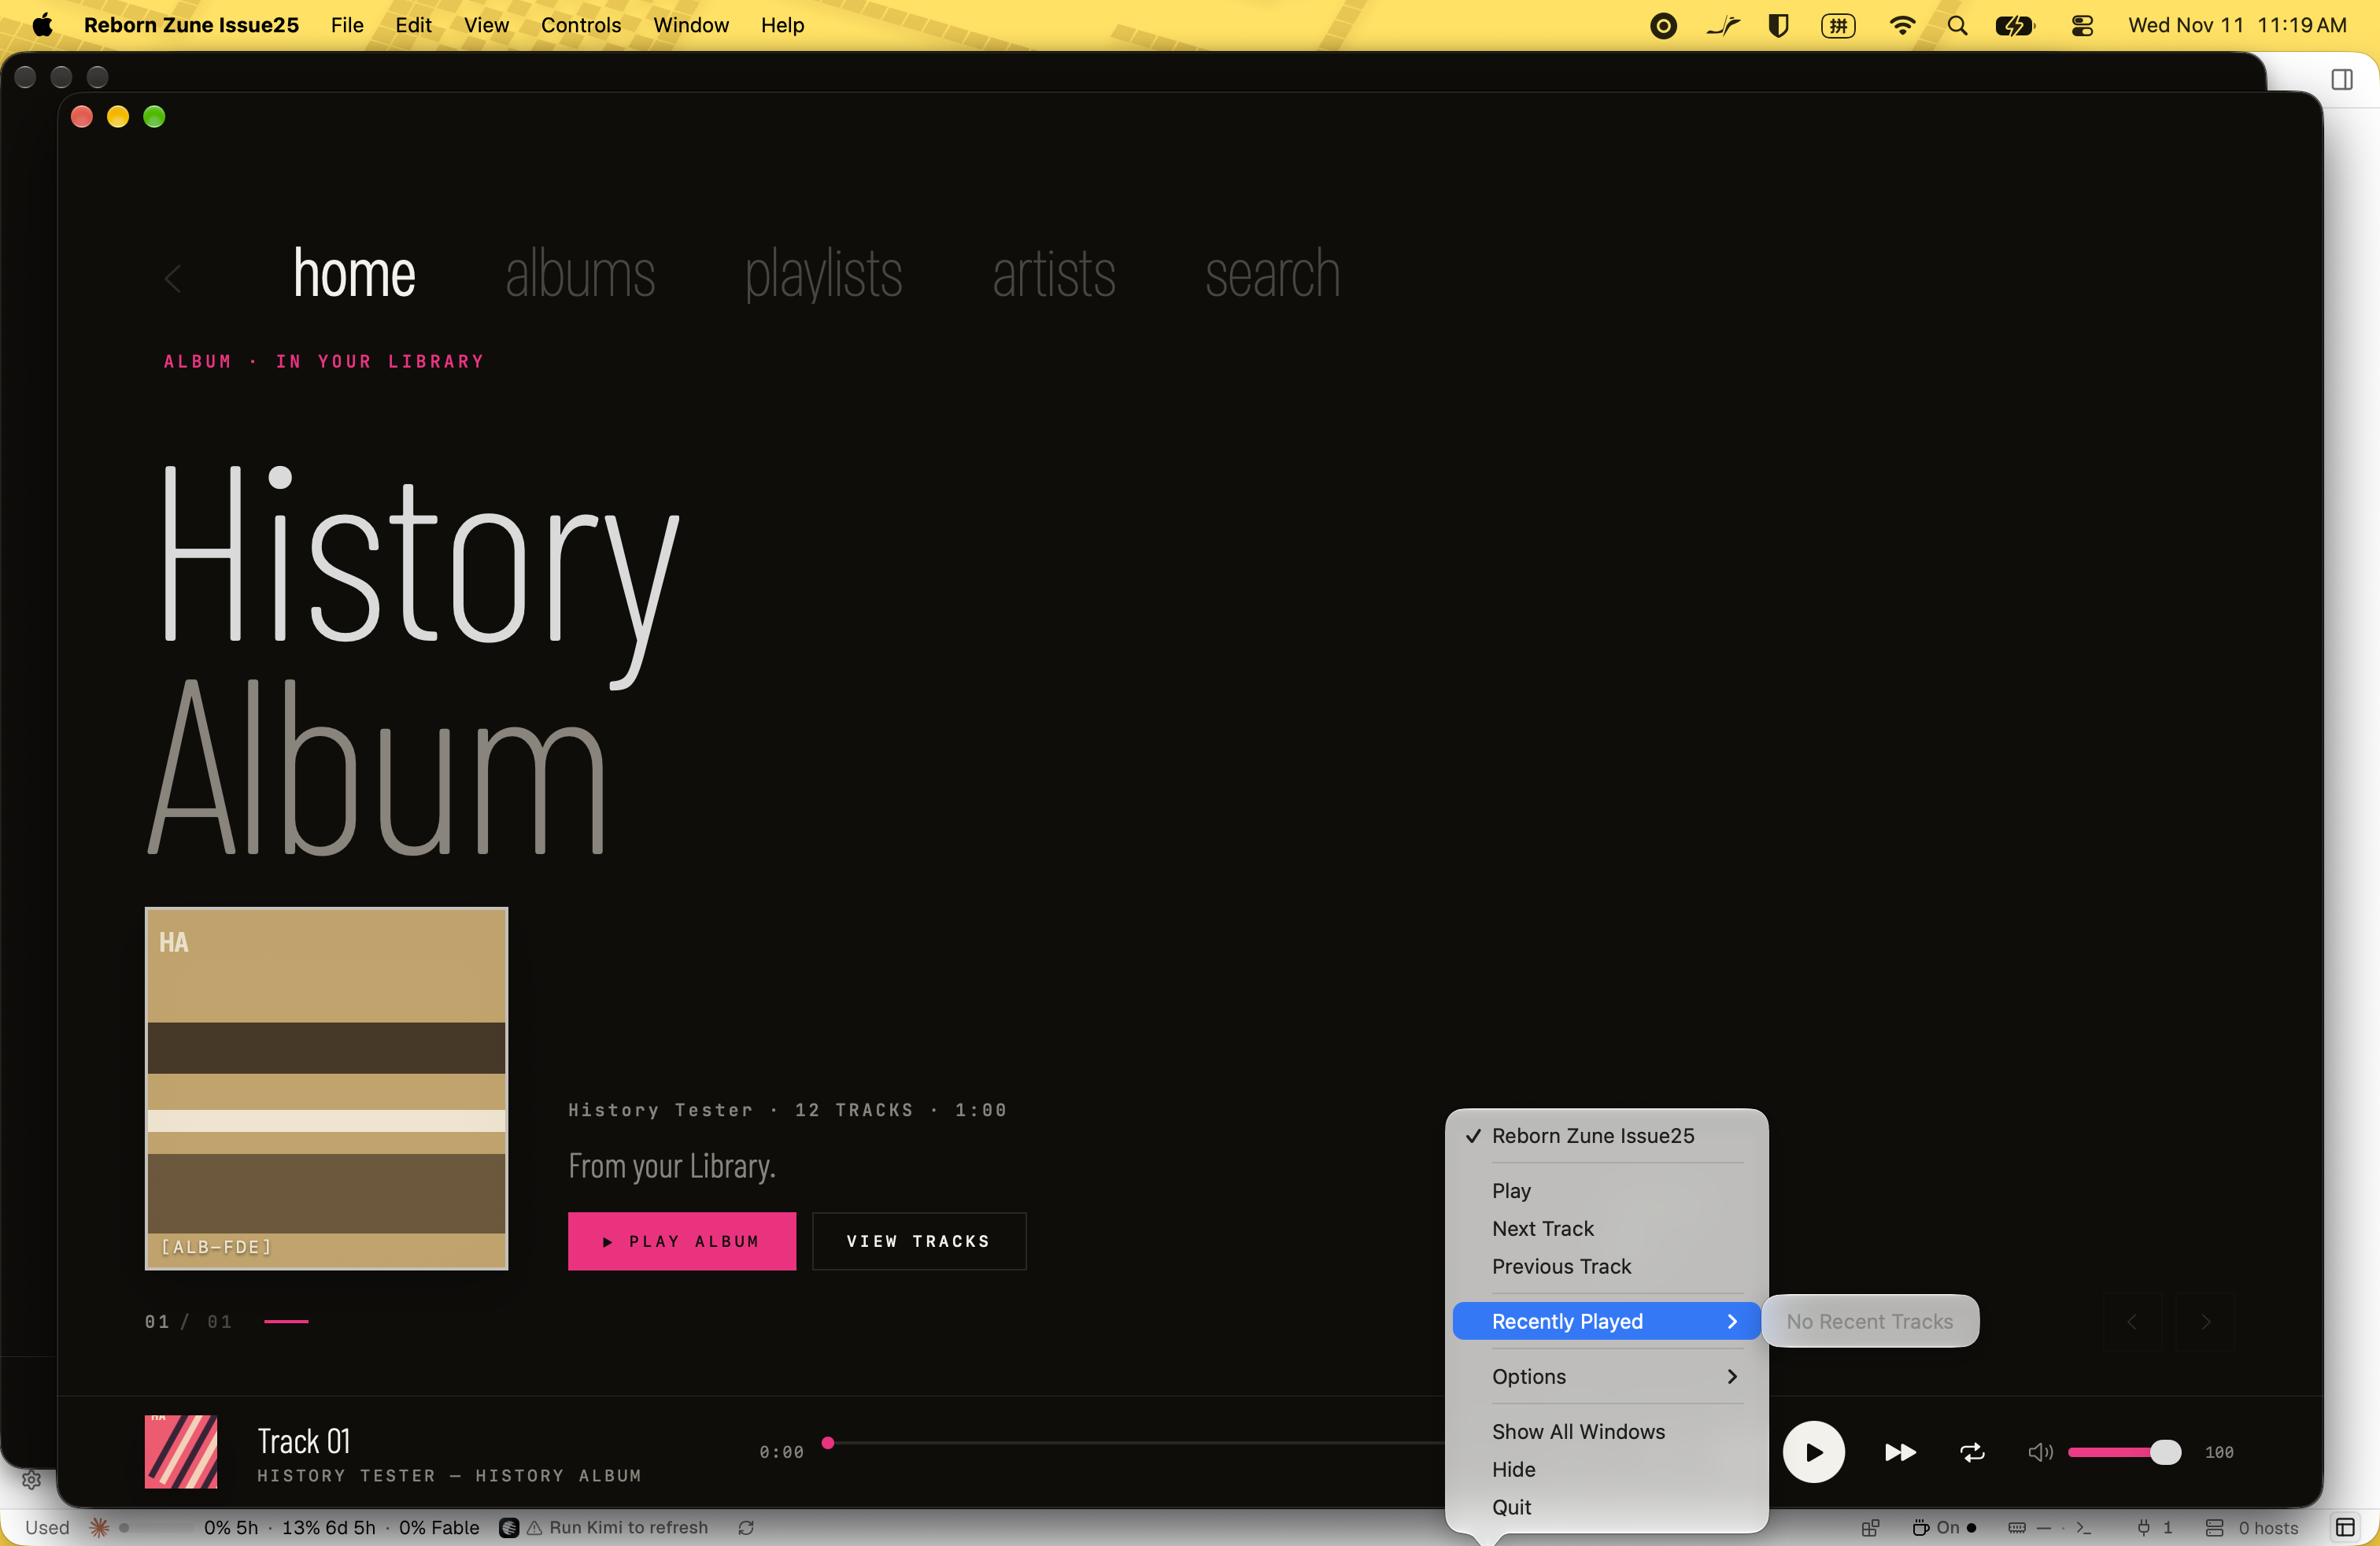 Reborn Zune Issue25 File Edit View Controls Window Help 拼 Wed Nov 11 11:19 AM
home albums playlists artists search
ALBUM · IN YOUR LIBRARY
History
Album
HA
[ALB–FDE]
History Tester · 12 TRACKS · 1:00
From your Library.
▶ PLAY ALBUM VIEW TRACKS
01 / 01
✓ Reborn Zune Issue25
Play
Next Track
Previous Track
Recently Played
No Recent Tracks
Options
Show All Windows
Hide
Quit
Track 01
HISTORY TESTER — HISTORY ALBUM
0:00
100
Used 0% 5h · 13% 6d 5h · 0% Fable Run Kimi to refresh On — · 1 0 hosts